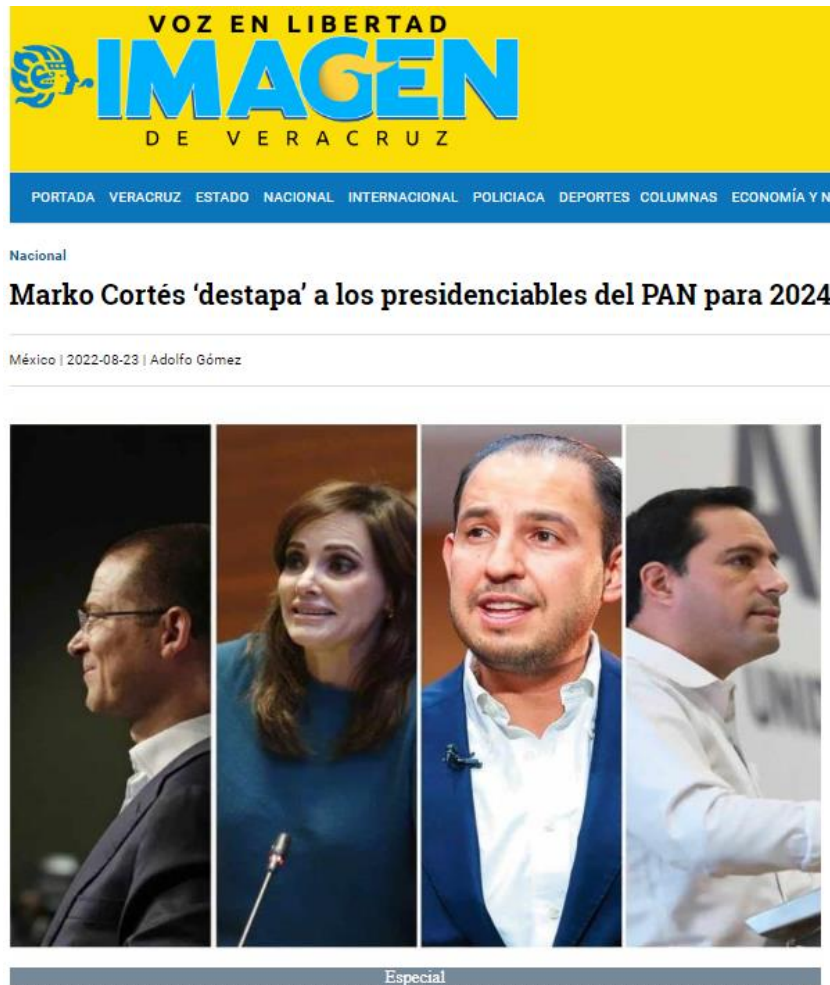 VOZ EN LIBERTAD
IMAGEN
DE VERACRUZ
PORTADA VERACRUZ ESTADO NACIONAL INTERNACIONAL POLICIACA DEPORTES COLUMNAS ECONOMÍA Y N
Nacional
Marko Cortés ‘destapa’ a los presidenciables del PAN para 2024
México | 2022-08-23 | Adolfo Gómez
Especial